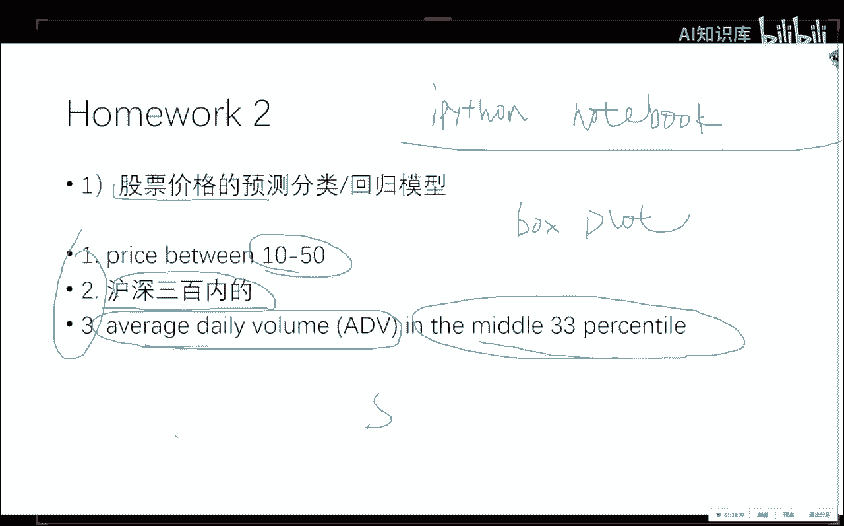 AI知识库 bilibili
Homework 2
ipython notebook
• 1）股票价格的预测分类/回归模型
box plot
• 1. price between 10-50
• 2. 沪深三百内的
• 3. average daily volume (ADV) in the middle 33 percentile
S